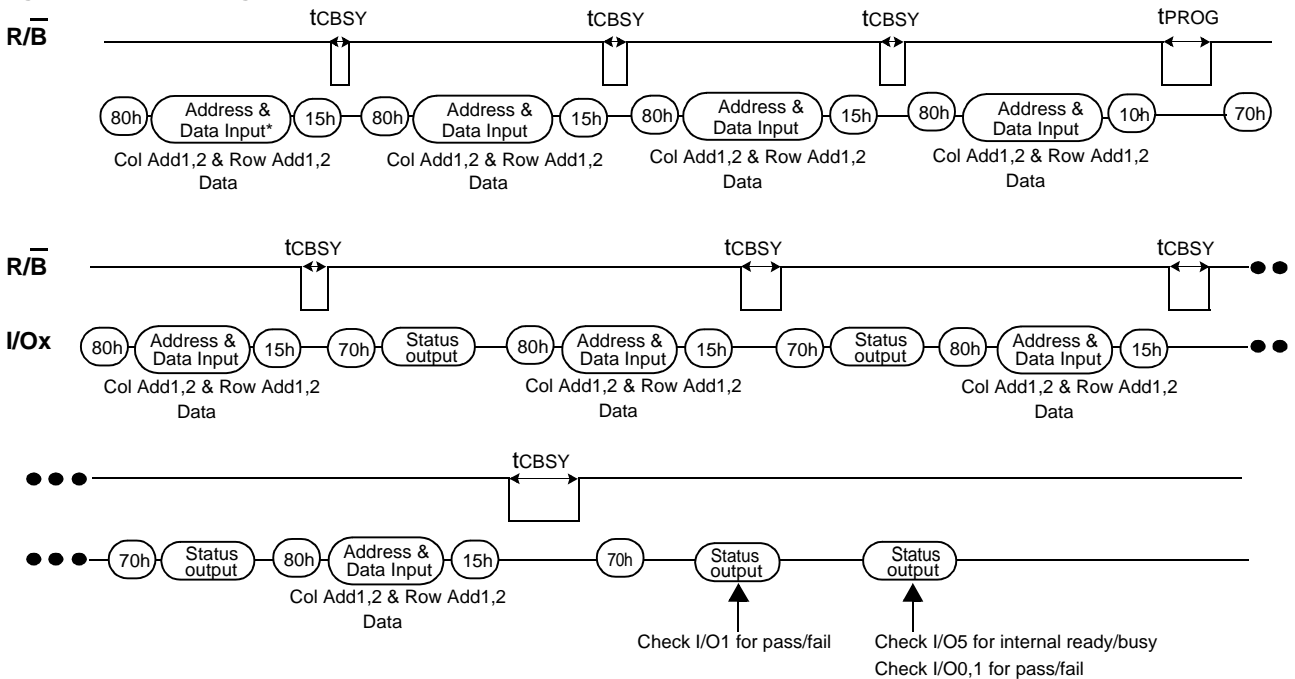 tCBSY tCBSY tCBSY tPROG
R/B
80h Address & Data Input* 15h 80h Address & Data Input 15h 80h Address & Data Input 15h 80h Address & Data Input 10h 70h
Col Add1,2 & Row Add1,2 Col Add1,2 & Row Add1,2 Col Add1,2 & Row Add1,2 Col Add1,2 & Row Add1,2
Data Data Data Data
tCBSY tCBSY tCBSY
R/B
I/Ox 80h Address & Data Input 15h 70h Status output 80h Address & Data Input 15h 70h Status output 80h Address & Data Input 15h
Col Add1,2 & Row Add1,2 Col Add1,2 & Row Add1,2 Col Add1,2 & Row Add1,2
Data Data Data
tCBSY
70h Status output 80h Address & Data Input 15h 70h Status output Status output
Col Add1,2 & Row Add1,2
Data
Check I/O1 for pass/fail Check I/O5 for internal ready/busy
Check I/O0,1 for pass/fail